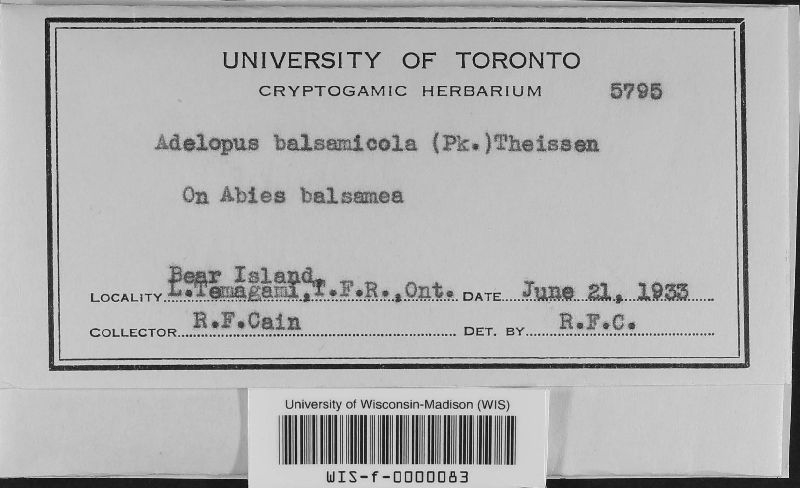 UNIVERSITY OF TORONTO
CRYPTOGAMIC HERBARIUM 5795
Adelopus balsamicola (Pk.)Theissen
On Abies balsamea
Bear Island,
LOCALITY L.Temagami,T.F.R.,Ont. DATE June 21, 1933
COLLECTOR R.F.Cain DET. BY R.F.C.
University of Wisconsin-Madison (WIS)
WIS-f-0000083